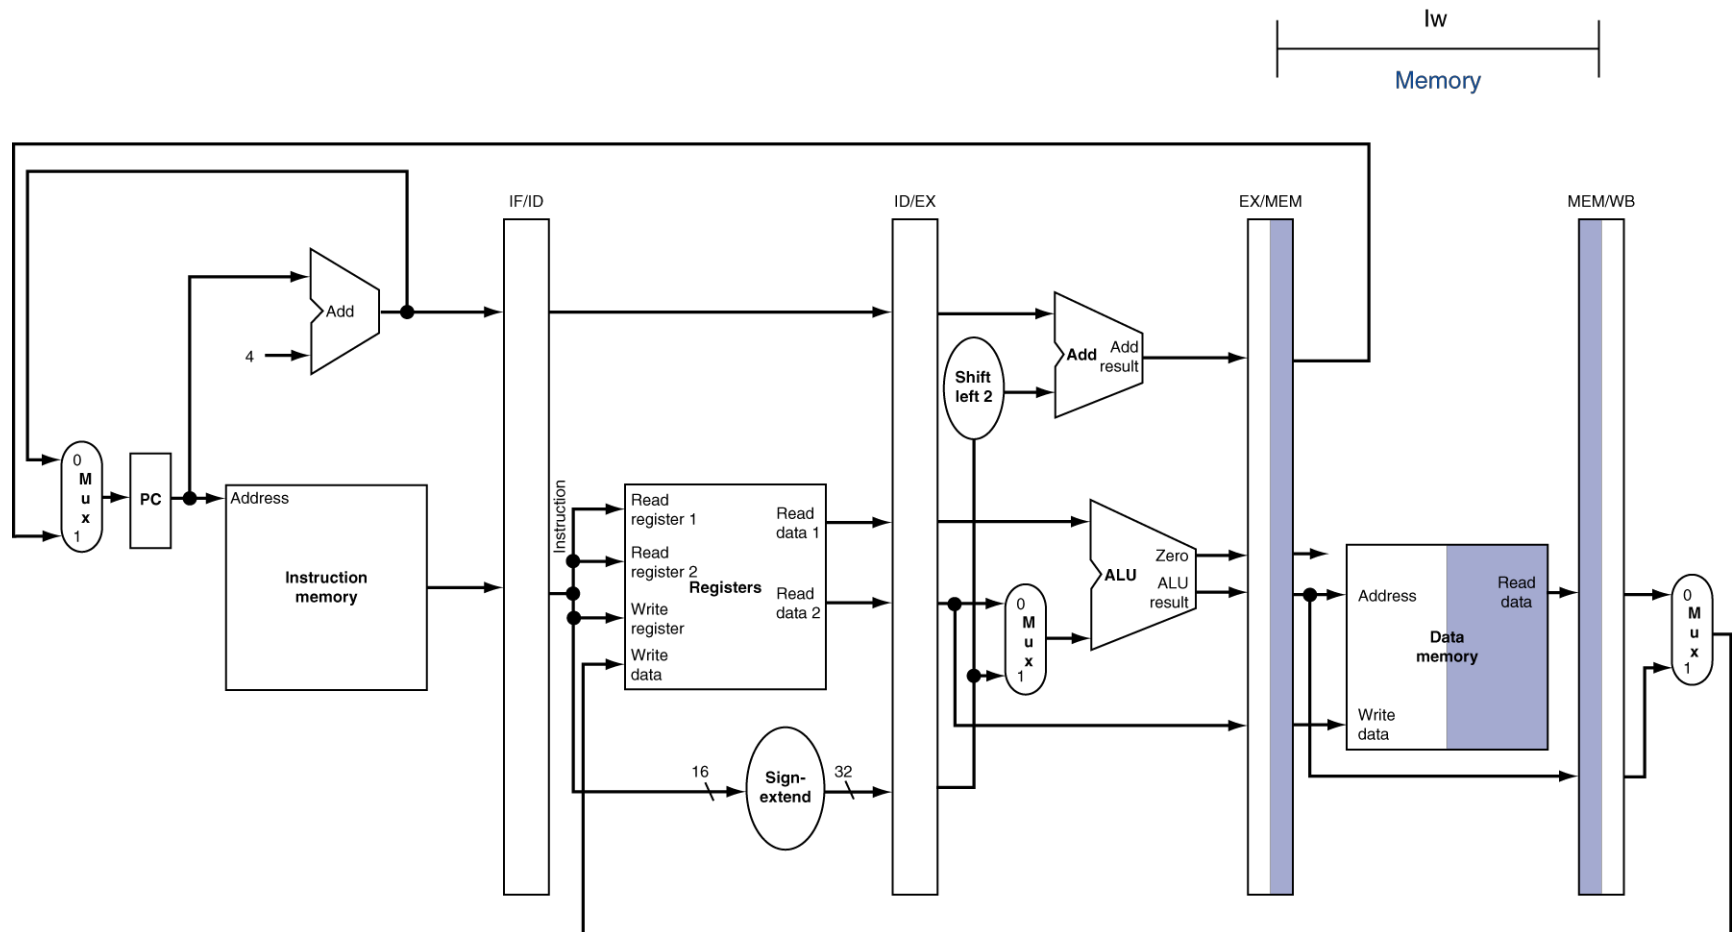 lw
Memory
IF/ID
ID/EX
EX/MEM
MEM/WB
Add
4
Add
Add
result
Shift
left 2
0
M
u
x
1
PC
Address
Instruction
memory
Instruction
Read
register 1
Read
register 2
Write
register
Write
data
Registers
Read
data 1
Read
data 2
16
Sign-
extend
32
0
M
u
x
1
Zero
ALU
ALU
result
Address
Read
data
Data
memory
Write
data
0
M
u
x
1